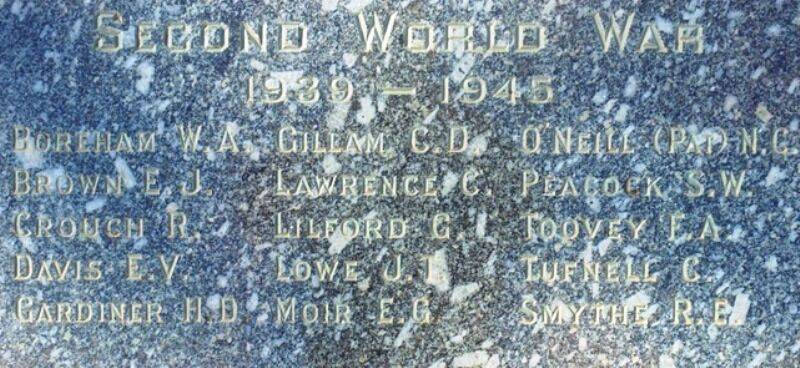 SECOND WORLD WAR
1939 — 1945
BOREHAM W.A. GILLAM C.D. O'NEILL (PAT) N.G.
BROWN E.J. LAWRENCE C. PEACOCK S.W.
CROUCH R. LILFORD G. TOOVEY F.A.
DAVIS E.V. LOWE J.T. TUFNELL C.
GARDINER H.D. MOIR E.G. SMYTHE R.E.